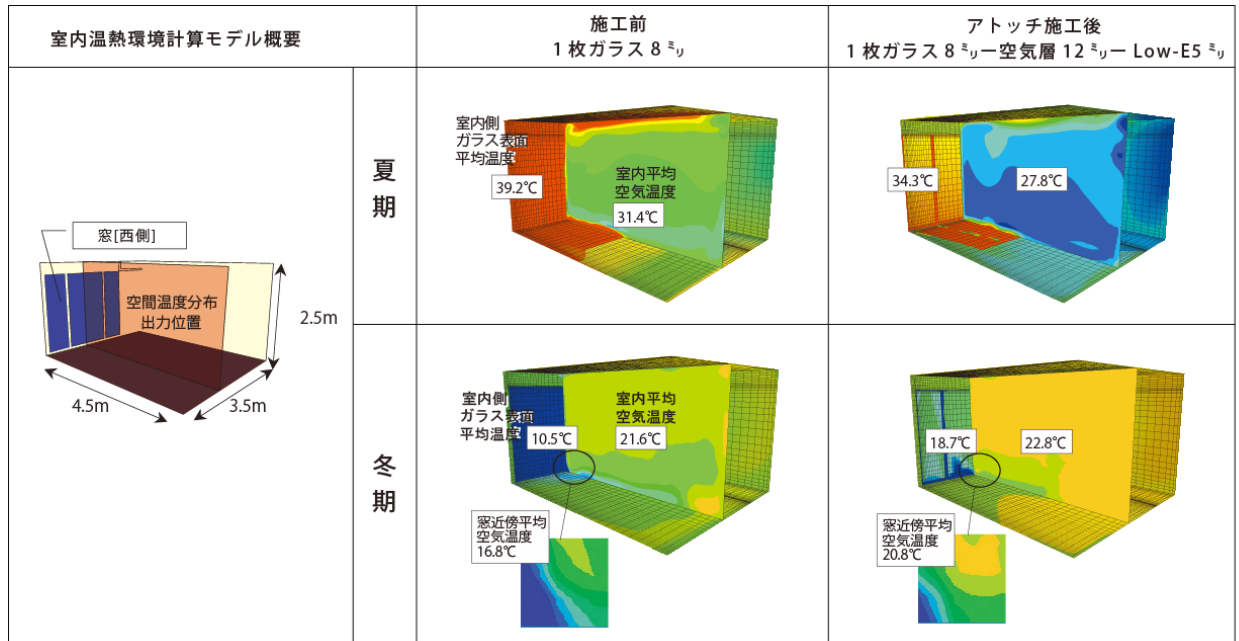 室内温熱環境計算モデル概要
施工前
1枚ガラス8㍉
アトッチ施工後
1枚ガラス8㍉ー空気層12㍉ー Low-E5㍉
窓[西側]
空間温度分布
出力位置
2.5m
4.5m
3.5m
夏期
室内側
ガラス表面
平均温度
39.2℃
室内平均
空気温度
31.4℃
34.3℃
27.8℃
冬期
室内側
ガラス表面
平均温度
10.5℃
室内平均
空気温度
21.6℃
窓近傍平均
空気温度
16.8℃
18.7℃
22.8℃
窓近傍平均
空気温度
20.8℃